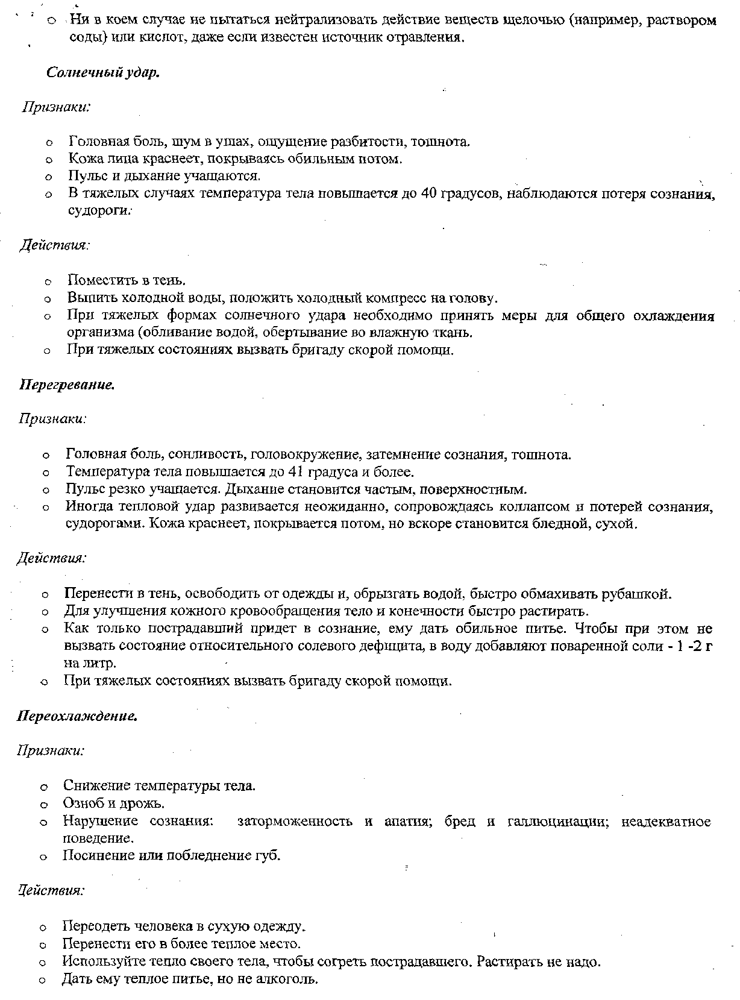 o Ни в коем случае не пытаться нейтрализовать действие веществ щелочью (например, раствором
соды) или кислот, даже если известен источник отравления.
Солнечный удар.
Признаки:
o Головная боль, шум в ушах, ощущение разбитости, тошнота.
o Кожа лица краснеет, покрываясь обильным потом.
o Пульс и дыхание учащаются.
o В тяжелых случаях температура тела повышается до 40 градусов, наблюдаются потеря сознания,
судороги.
Действия:
o Поместить в тень.
o Выпить холодной воды, положить холодный компресс на голову.
o При тяжелых формах солнечного удара необходимо принять меры для общего охлаждения
организма (обливание водой, обертывание во влажную ткань.
o При тяжелых состояниях вызвать бригаду скорой помощи.
Перегревание.
Признаки:
o Головная боль, сонливость, головокружение, затемнение сознания, тошнота.
o Температура тела повышается до 41 градуса и более.
o Пульс резко учащается. Дыхание становится частым, поверхностным.
o Иногда тепловой удар развивается неожиданно, сопровождаясь коллапсом и потерей сознания,
судорогами. Кожа краснеет, покрывается потом, но вскоре становится бледной, сухой.
Действия:
o Перенести в тень, освободить от одежды и, обрызгать водой, быстро обмахивать рубашкой.
o Для улучшения кожного кровообращения тело и конечности быстро растирать.
o Как только пострадавший придет в сознание, ему дать обильное питье. Чтобы при этом не
вызвать состояние относительного солевого дефицита, в воду добавляют поваренной соли - 1 -2 г
на литр.
o При тяжелых состояниях вызвать бригаду скорой помощи.
Переохлаждение.
Признаки:
o Снижение температуры тела.
o Озноб и дрожь.
o Нарушение сознания: заторможенность и апатия; бред и галлюцинации; неадекватное
поведение.
o Посинение или побледнение губ.
Действия:
o Переодеть человека в сухую одежду.
o Перенести его в более теплое место.
o Используйте тепло своего тела, чтобы согреть пострадавшего. Растирать не надо.
o Дать ему теплое питье, но не алкоголь.